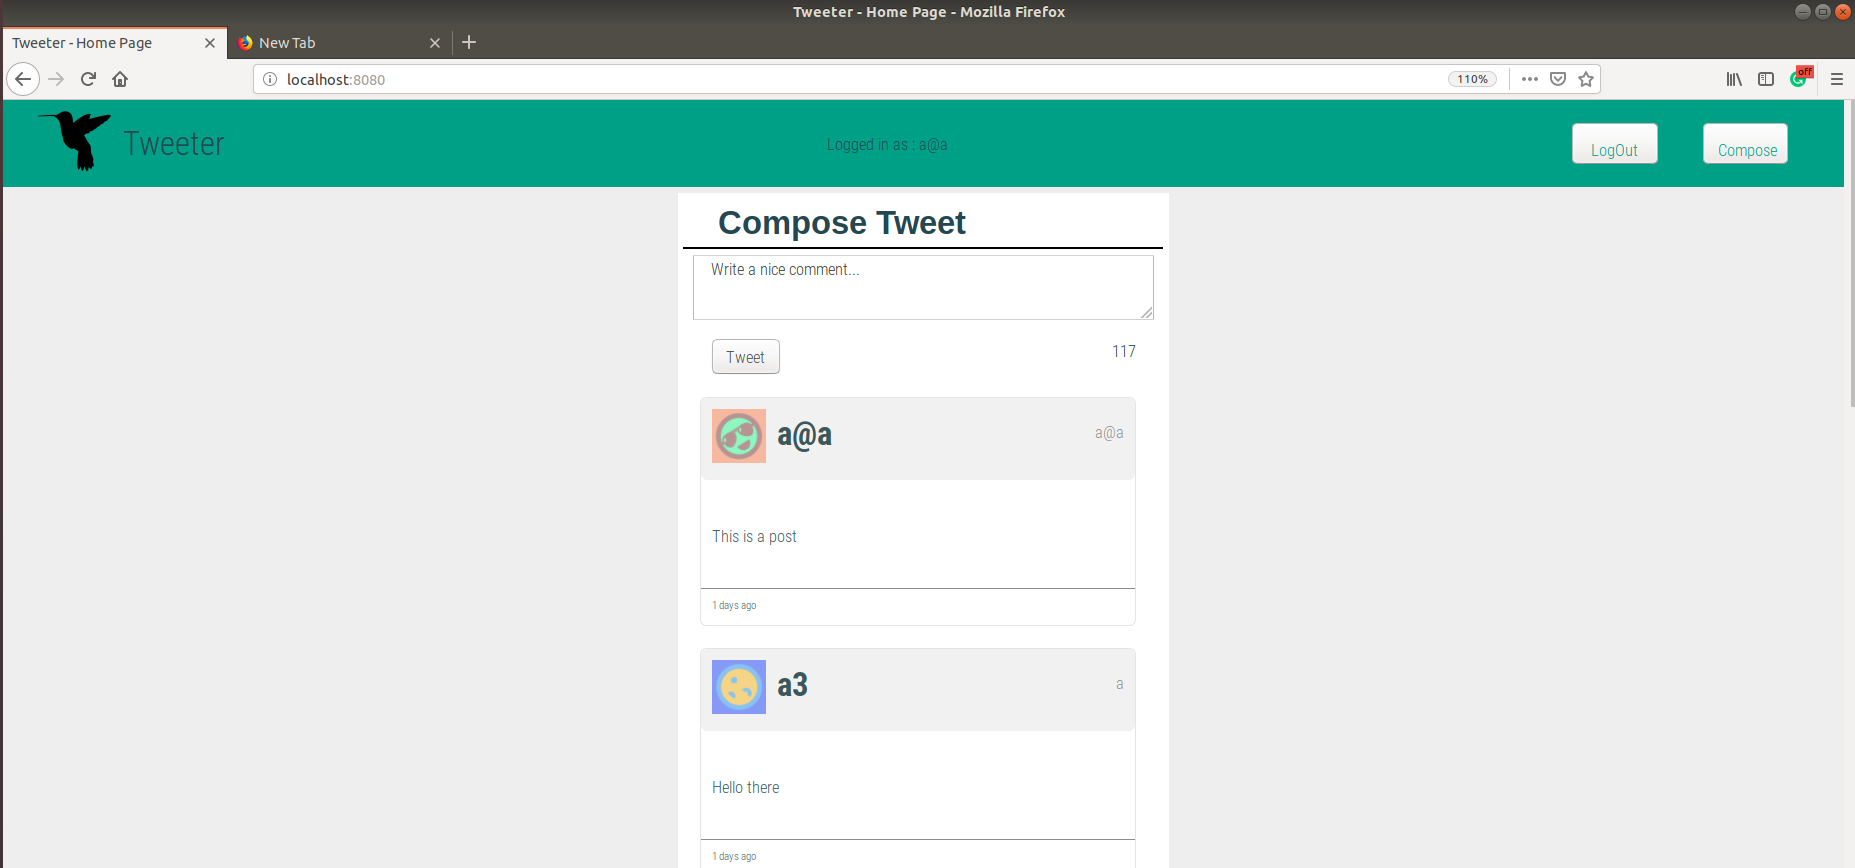 Tweeter - Home Page - Mozilla Firefox
Tweeter - Home Page
New Tab
localhost:8080
110%
off
Tweeter
Logged in as : a@a
LogOut
Compose
Compose Tweet
Write a nice comment...
Tweet
117
a@a
a@a
This is a post
1 days ago
a3
a
Hello there
1 days ago